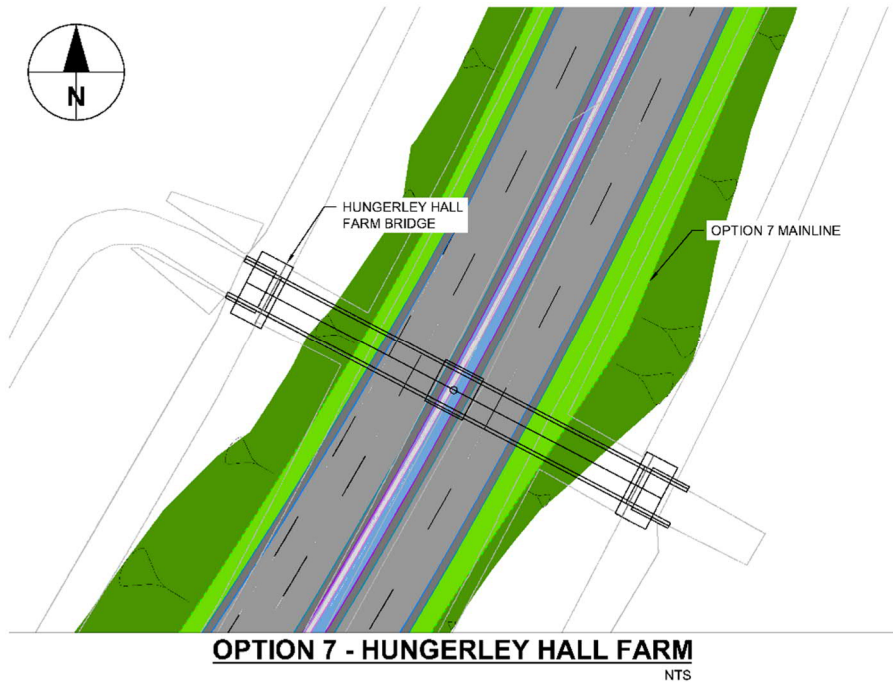 N
HUNGERLEY HALL
FARM BRIDGE
OPTION 7 MAINLINE
OPTION 7 - HUNGERLEY HALL FARM
NTS